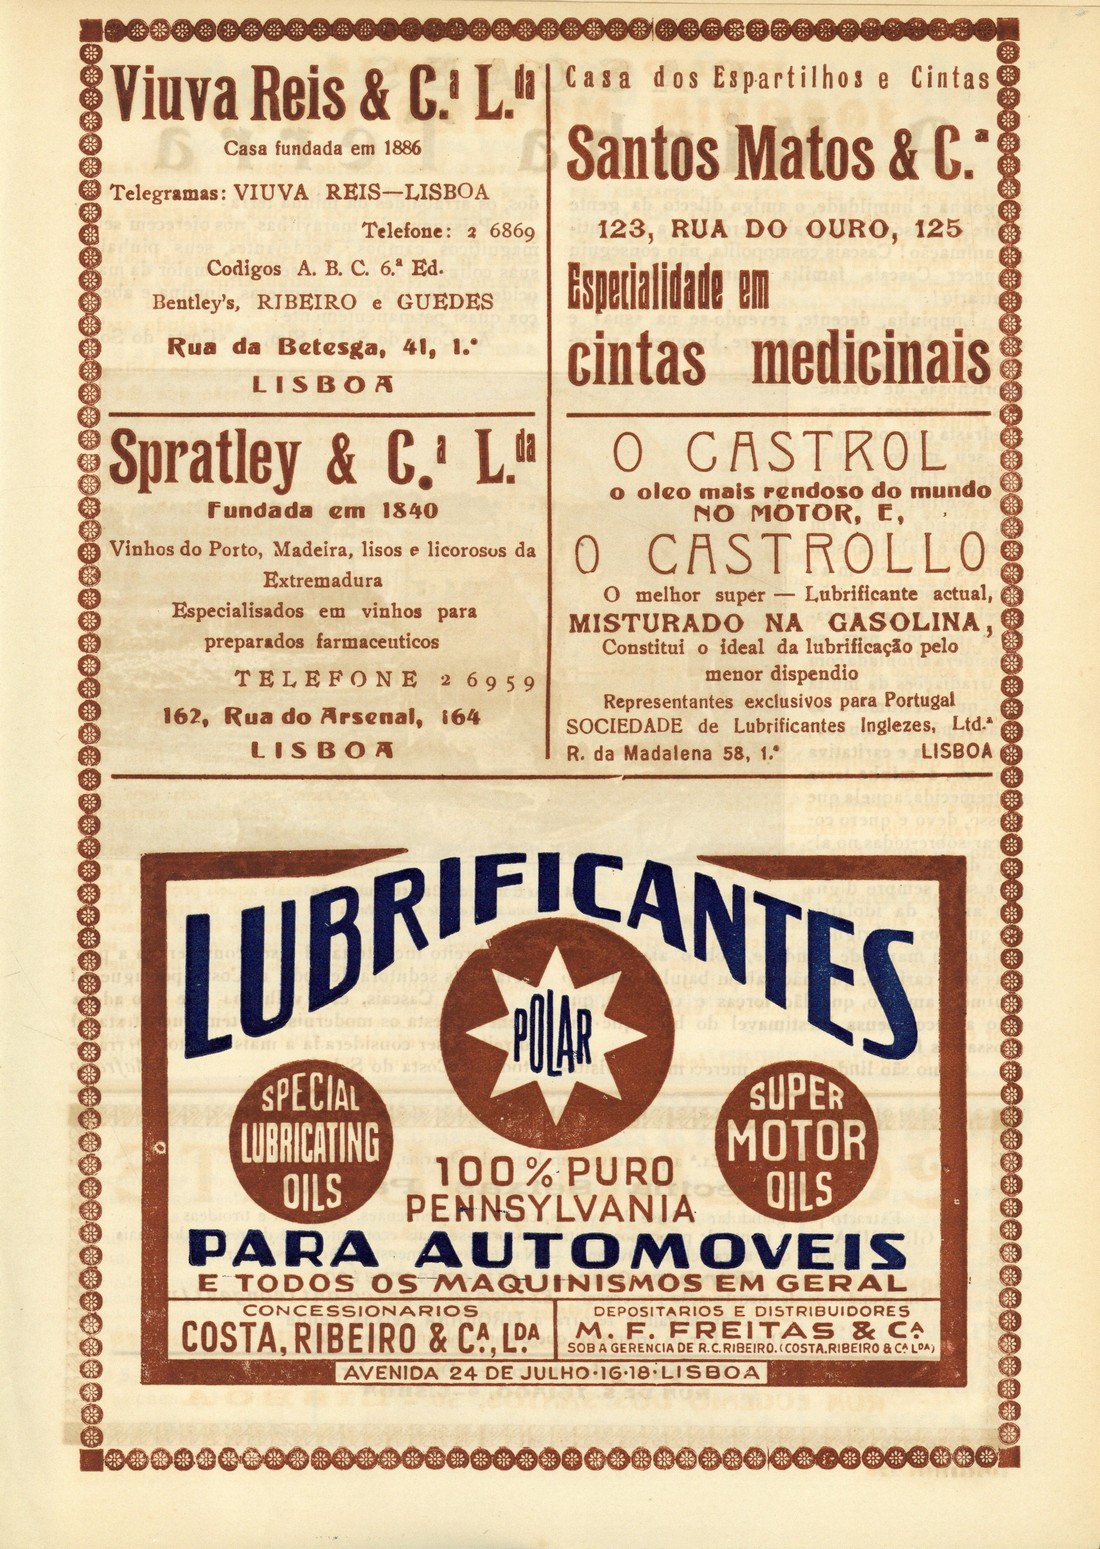 Viuva Reis & C.ª L.da
Casa fundada em 1886
Telegramas: VIUVA REIS—LISBOA
Telefone: 2 6869
Codigos A. B. C. 6.ª Ed.
Bentley's, RIBEIRO e GUEDES
Rua da Betesga, 41, 1.º
LISBOA
Casa dos Espartilhos e Cintas
Santos Matos & C.ª
123, RUA DO OURO, 125
Especialidade em
cintas medicinais
Spratley & C.ª L.da
Fundada em 1840
Vinhos do Porto, Madeira, lisos e licorosos da
Extremadura
Especialisados em vinhos para
preparados farmaceuticos
TELEFONE 2 6959
162, Rua do Arsenal, 164
LISBOA
O CASTROL
o oleo mais rendoso do mundo
NO MOTOR, E,
O CASTROLLO
O melhor super — Lubrificante actual,
MISTURADO NA GASOLINA,
Constitui o ideal da lubrificação pelo
menor dispendio
Representantes exclusivos para Portugal
SOCIEDADE de Lubrificantes Inglezes, Ltd.ª
R. da Madalena 58, 1.º LISBOA
LUBRIFICANTES
POLAR
SPECIAL
LUBRICATING
OILS
SUPER
MOTOR
OILS
100% PURO
PENNSYLVANIA
PARA AUTOMOVEIS
E TODOS OS MAQUINISMOS EM GERAL
CONCESSIONARIOS
COSTA, RIBEIRO & Cª., LDA
DEPOSITARIOS E DISTRIBUIDORES
M. F. FREITAS & Cª
SOB A GERENCIA DE R.C. RIBEIRO. (COSTA, RIBEIRO & Cª LDA)
AVENIDA 24 DE JULHO·16·18·LISBOA